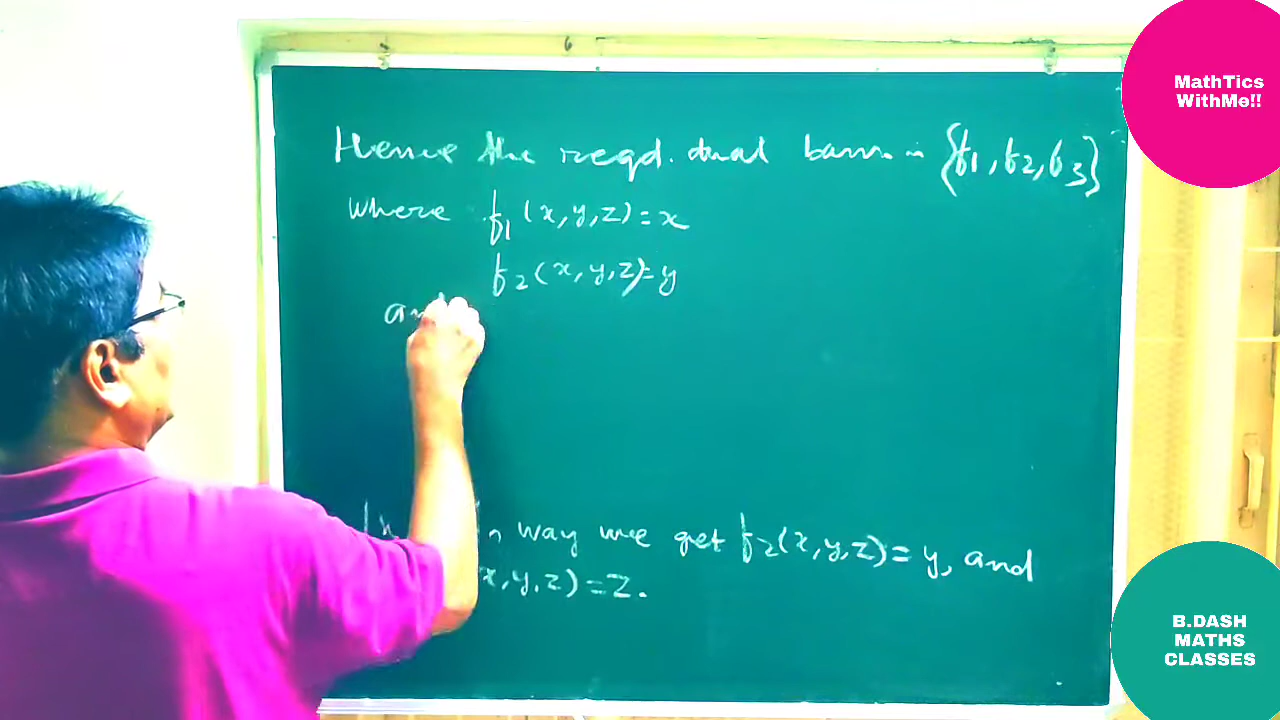 Hence the reqd. dual basis is {f1, f2, f3}
where f1 (x, y, z) = x
f2 (x, y, z) = y
an
way we get f2(x, y, z) = y, and
x, y, z) = z.
MathTics
WithMe!!
B.DASH
MATHS
CLASSES